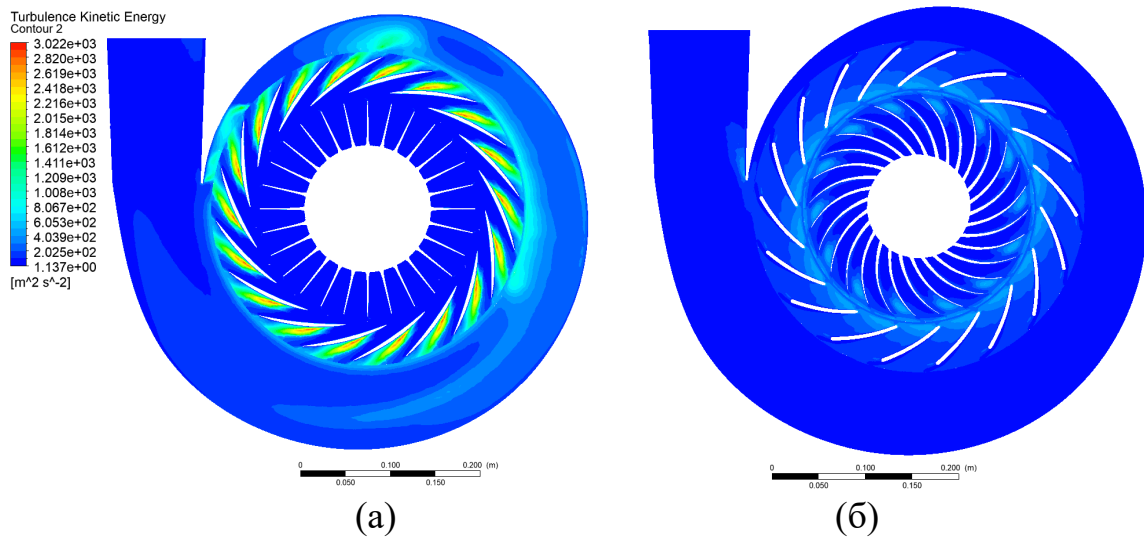 Turbulence Kinetic Energy
Contour 2
3.022e+03
2.820e+03
2.619e+03
2.418e+03
2.216e+03
2.015e+03
1.814e+03
1.612e+03
1.411e+03
1.209e+03
1.008e+03
8.067e+02
6.053e+02
4.039e+02
2.025e+02
1.137e+00
[m^2 s^-2]
0 0.100 0.200 (m)
0.050 0.150
0 0.100 0.200 (m)
0.050 0.150
(а) (б)